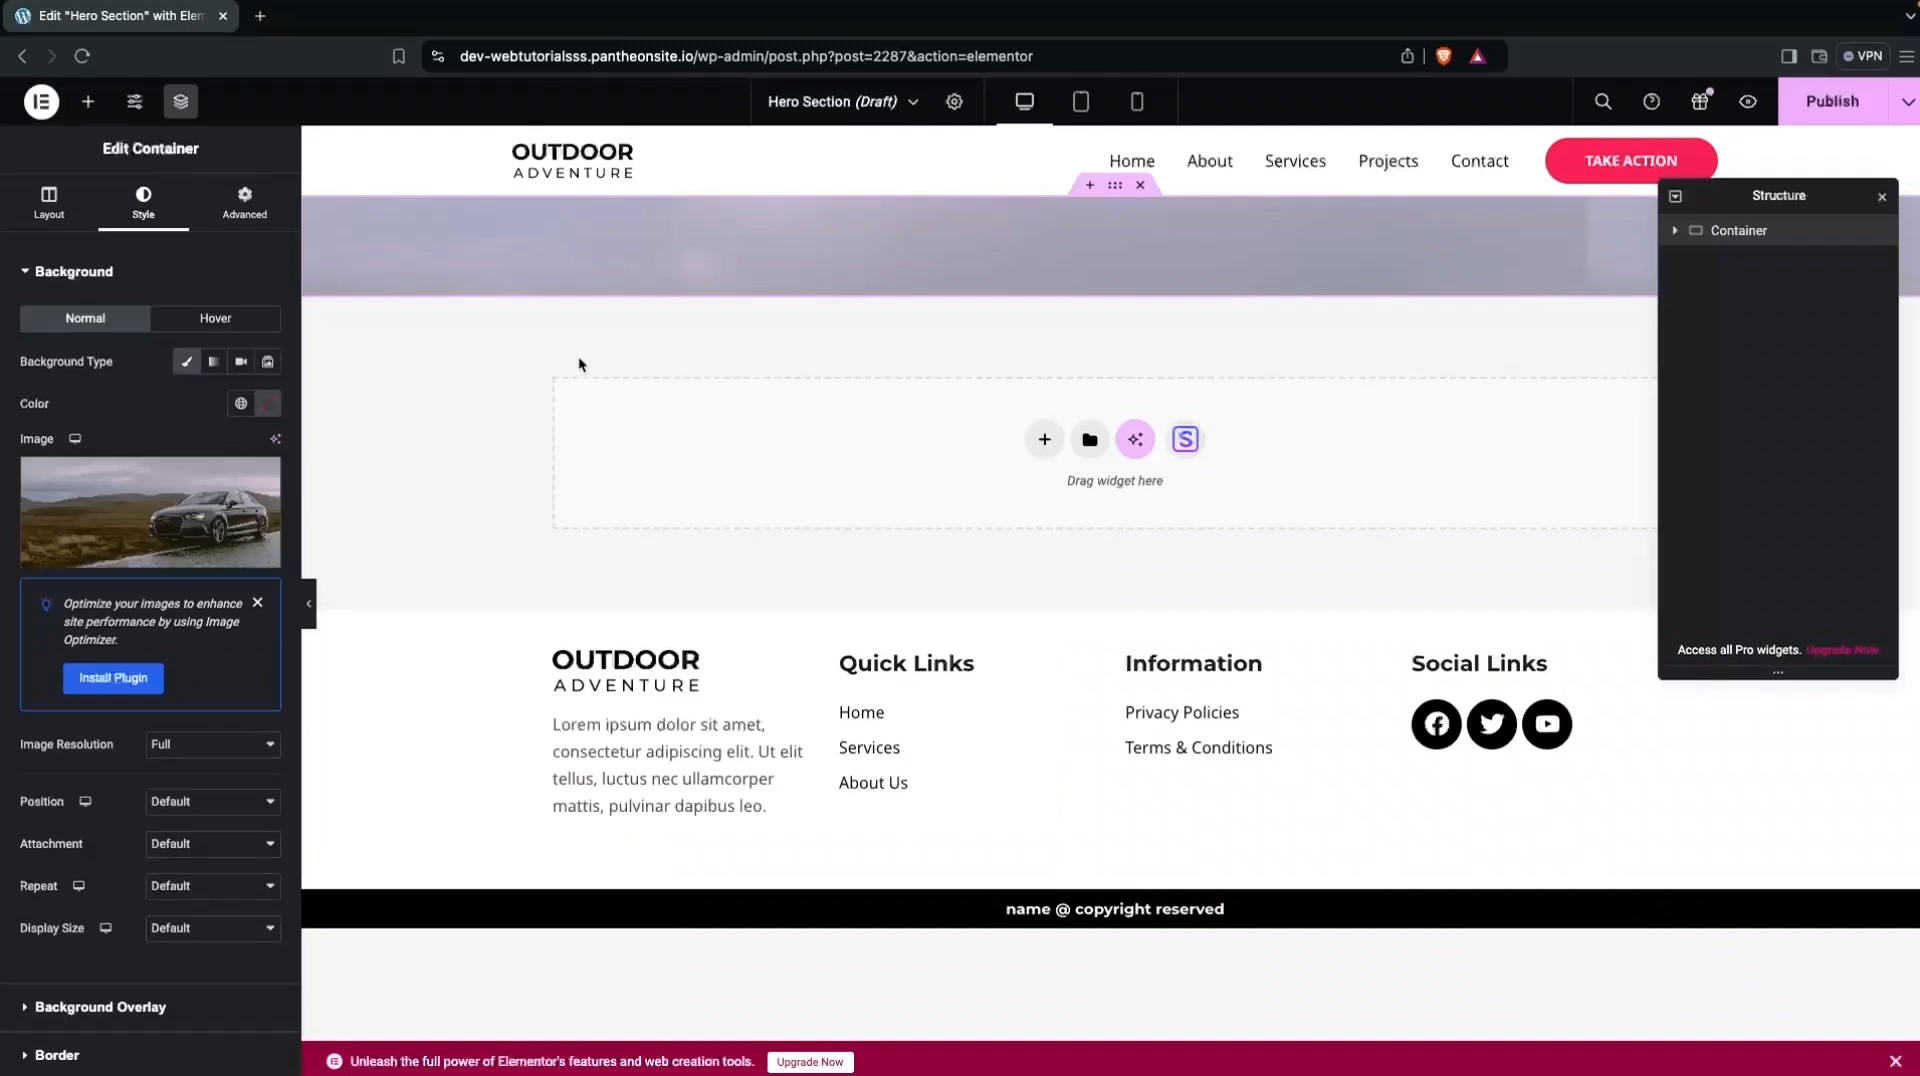 Edit "Hero Section" with Elem
dev-webtutorialsss.pantheonsite.io/wp-admin/post.php?post=2287&action=elementor
VPN
Hero Section (Draft)
Publish
Edit Container
Layout
Style
Advanced
Background
Normal
Hover
Background Type
Color
Image
Optimize your images to enhance
site performance by using Image
Optimizer.
Install Plugin
Image Resolution
Full
Position
Default
Attachment
Default
Repeat
Default
Display Size
Default
Background Overlay
Border
OUTDOOR
ADVENTURE
Home
About
Services
Projects
Contact
TAKE ACTION
Structure
Container
Access all Pro widgets. Upgrade Now
Drag widget here
OUTDOOR
ADVENTURE
Lorem ipsum dolor sit amet,
consectetur adipiscing elit. Ut elit
tellus, luctus nec ullamcorper
mattis, pulvinar dapibus leo.
Quick Links
Home
Services
About Us
Information
Privacy Policies
Terms & Conditions
Social Links
name @ copyright reserved
Unleash the full power of Elementor's features and web creation tools.
Upgrade Now